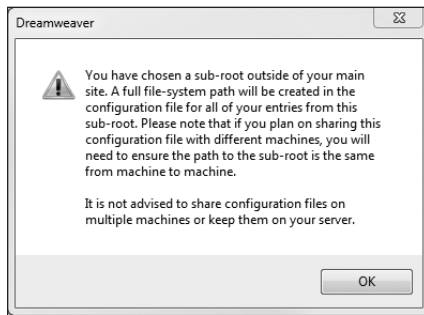 Dreamweaver
You have chosen a sub-root outside of your main
site. A full file-system path will be created in the
configuration file for all of your entries from this
sub-root. Please note that if you plan on sharing this
configuration file with different machines, you will
need to ensure the path to the sub-root is the same
from machine to machine.
It is not advised to share configuration files on
multiple machines or keep them on your server.
OK